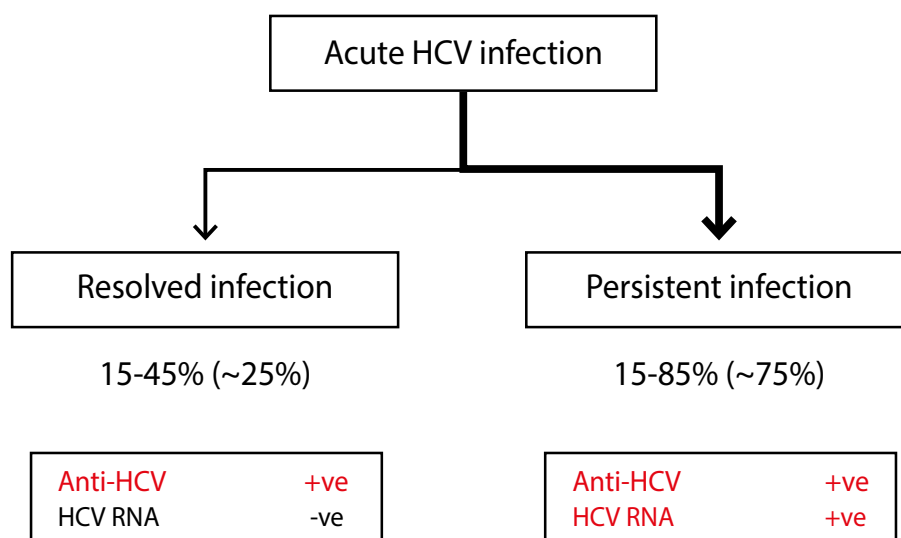 Acute HCV infection
Resolved infection
Persistent infection
15-45% (~25%)
15-85% (~75%)
Anti-HCV +ve
HCV RNA -ve
Anti-HCV +ve
HCV RNA +ve